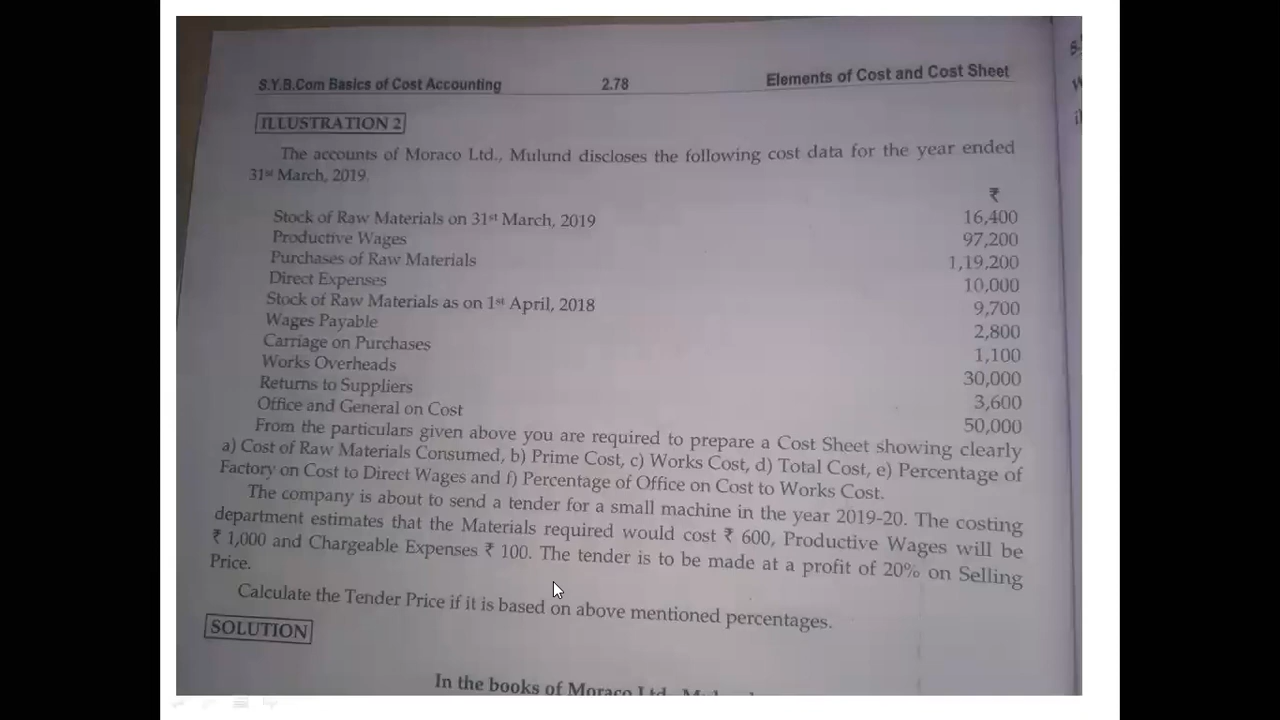 S.Y.B.Com Basics of Cost Accounting 2.78 Elements of Cost and Cost Sheet
ILLUSTRATION 2
The accounts of Moraco Ltd., Mulund discloses the following cost data for the year ended
31st March, 2019.
₹
Stock of Raw Materials on 31st March, 2019 16,400
Productive Wages 97,200
Purchases of Raw Materials 1,19,200
Direct Expenses 10,000
Stock of Raw Materials as on 1st April, 2018 9,700
Wages Payable 2,800
Carriage on Purchases 1,100
Works Overheads 30,000
Returns to Suppliers 3,600
Office and General on Cost 50,000
From the particulars given above you are required to prepare a Cost Sheet showing clearly
a) Cost of Raw Materials Consumed, b) Prime Cost, c) Works Cost, d) Total Cost, e) Percentage of
Factory on Cost to Direct Wages and f) Percentage of Office on Cost to Works Cost.
The company is about to send a tender for a small machine in the year 2019-20. The costing
department estimates that the Materials required would cost ₹ 600, Productive Wages will be
₹ 1,000 and Chargeable Expenses ₹ 100. The tender is to be made at a profit of 20% on Selling
Price.
Calculate the Tender Price if it is based on above mentioned percentages.
SOLUTION
In the books of Moraco Ltd.